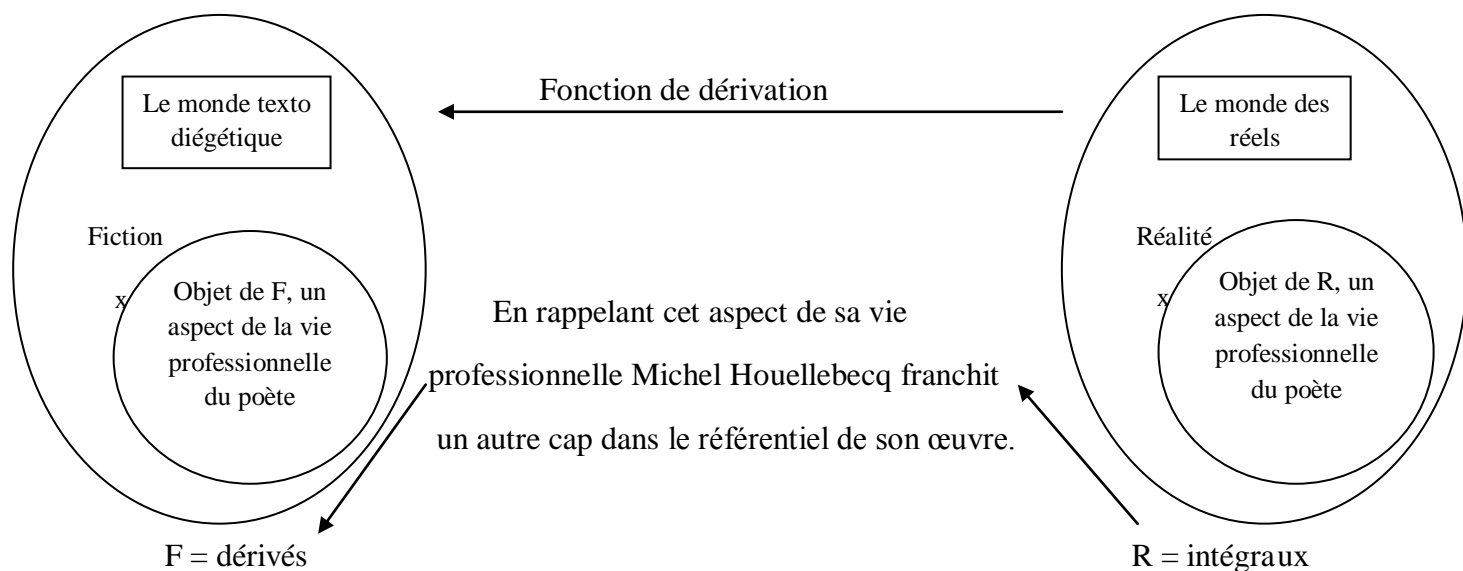 Le monde texto
diégétique
Fonction de dérivation
Le monde des
réels
Fiction
x
Objet de F, un
aspect de la vie
professionnelle
du poète
En rappelant cet aspect de sa vie
professionnelle Michel Houellebecq franchit
un autre cap dans le référentiel de son œuvre.
Réalité
x
Objet de R, un
aspect de la vie
professionnelle
du poète
F = dérivés
R = intégraux